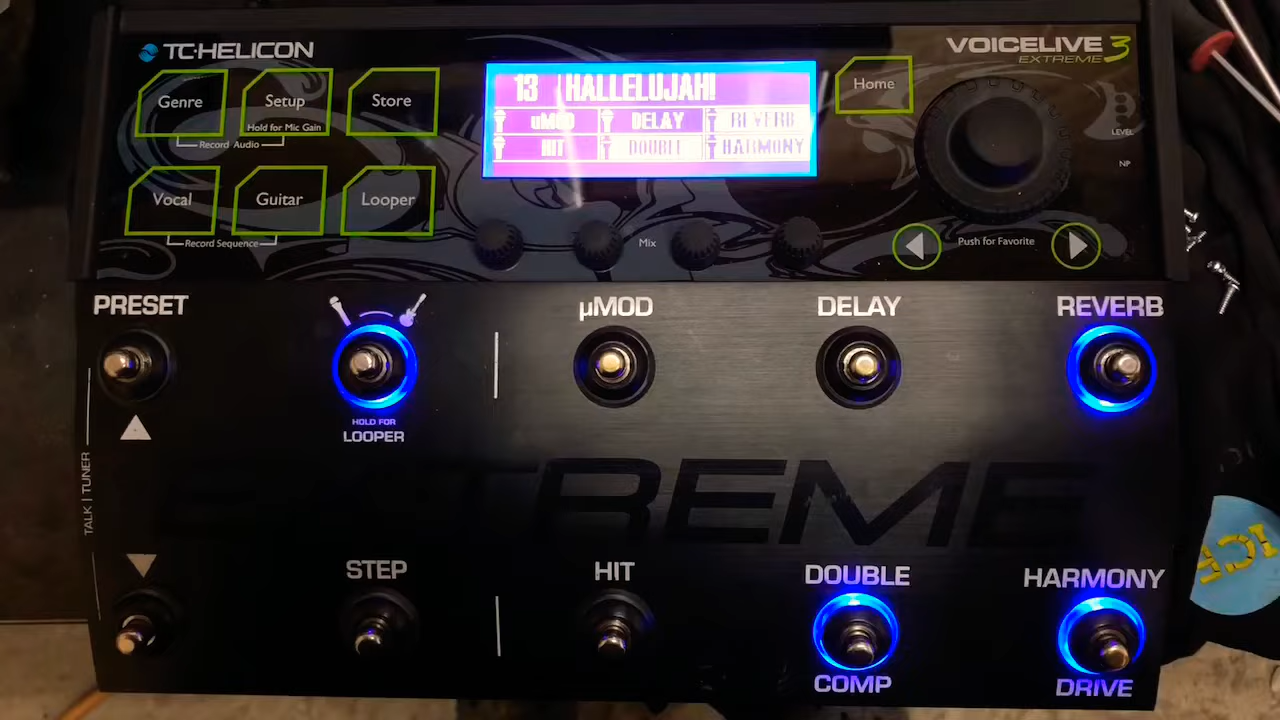 TC·HELICON
VOICELIVE 3
EXTREME
Genre
Setup
Hold for Mic Gain
Store
Record Audio
Vocal
Guitar
Looper
Record Sequence
13 HALLELUJAH!
uMOD DELAY REVERB
HIT DOUBLE HARMONY
Home
LEVEL
Mix
Push for Favorite
PRESET
µMOD
DELAY
REVERB
HOLD FOR
LOOPER
TALK | TUNER
EXTREME
STEP
HIT
DOUBLE
HARMONY
COMP
DRIVE